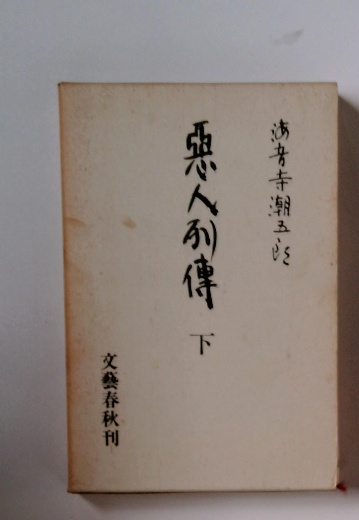 海音寺潮五郎
惡人列傳
下
文藝春秋刊